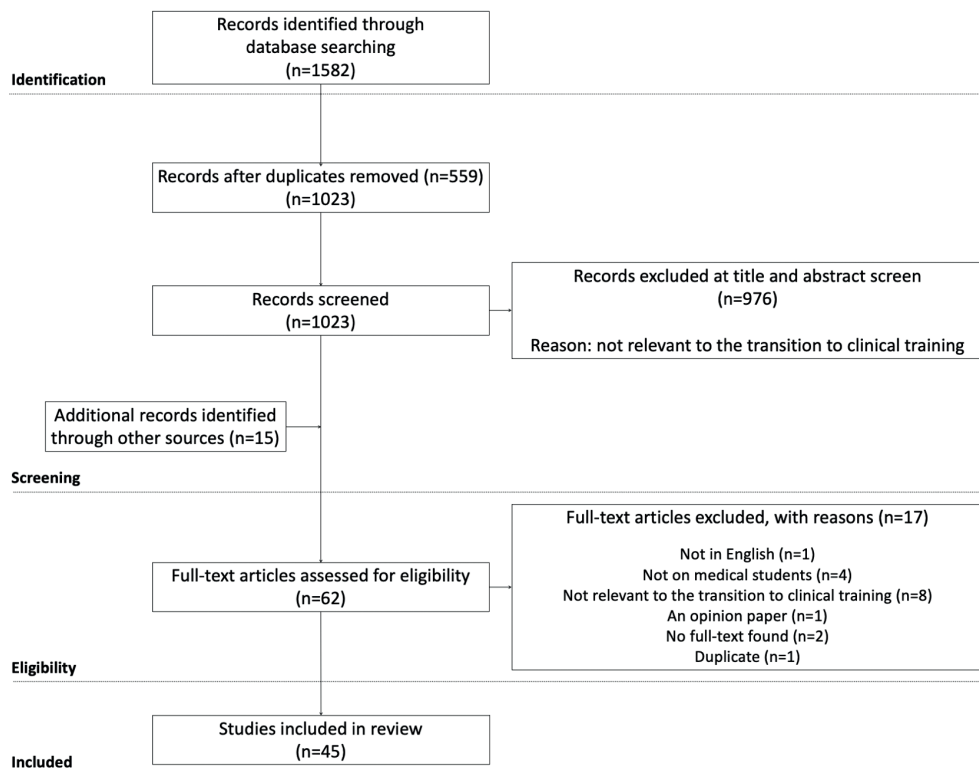 Records identified through
database searching
(n=1582)
Identification
Records after duplicates removed (n=559)
(n=1023)
Records screened
(n=1023)
Records excluded at title and abstract screen
(n=976)
Reason: not relevant to the transition to clinical training
Additional records identified
through other sources (n=15)
Screening
Full-text articles assessed for eligibility
(n=62)
Full-text articles excluded, with reasons (n=17)
Not in English (n=1)
Not on medical students (n=4)
Not relevant to the transition to clinical training (n=8)
An opinion paper (n=1)
No full-text found (n=2)
Duplicate (n=1)
Eligibility
Studies included in review
(n=45)
Included